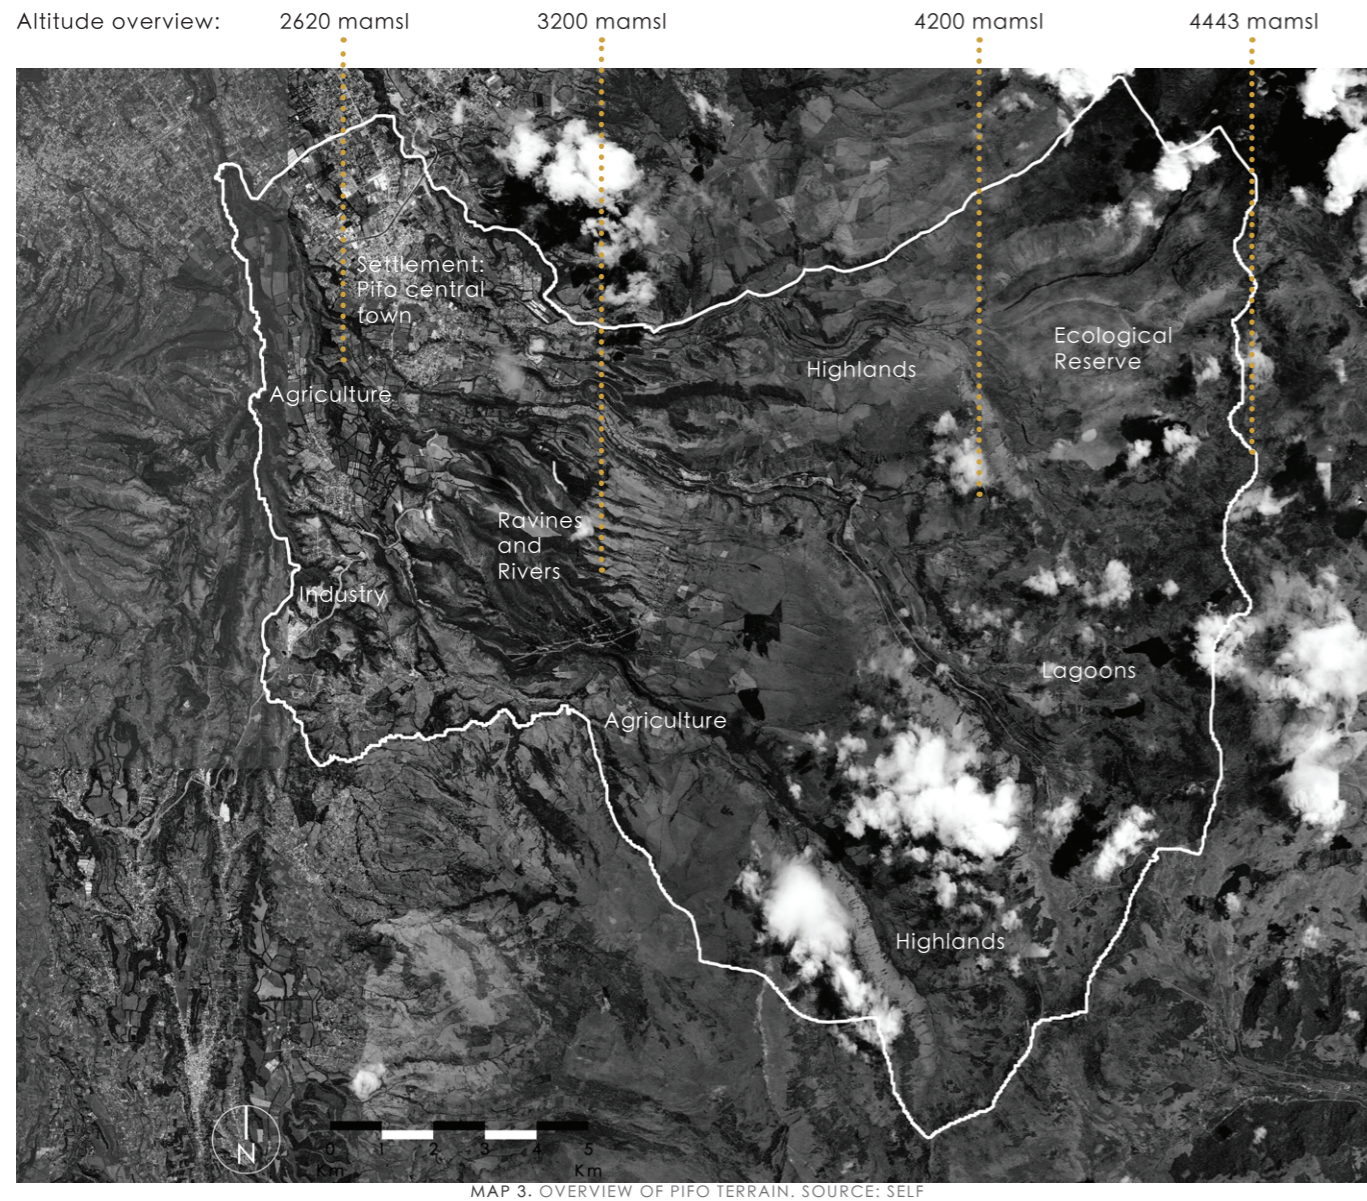 Altitude overview:
2620 mamsl
3200 mamsl
4200 mamsl
4443 mamsl
Settlement:
Pifo central
town
Ecological
Reserve
Highlands
Agriculture
Ravines
and
Rivers
Industry
Lagoons
Agriculture
Highlands
N
0 1 2 3 4 5
Km Km
MAP 3. OVERVIEW OF PIFO TERRAIN. SOURCE: SELF